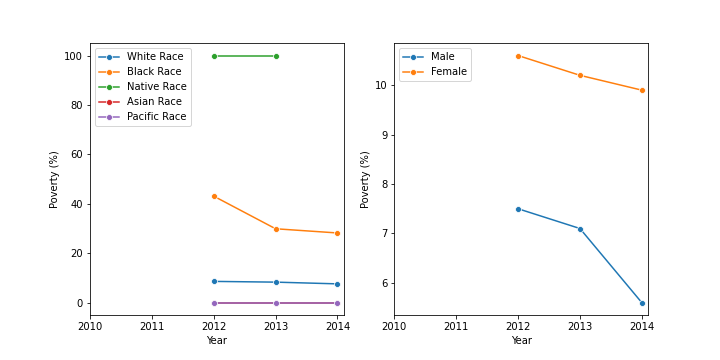 100
80
60
40
20
0
Poverty (%)
White Race
Black Race
Native Race
Asian Race
Pacific Race
2010 2011 2012 2013 2014
Year
10
9
8
7
6
Poverty (%)
Male
Female
2010 2011 2012 2013 2014
Year